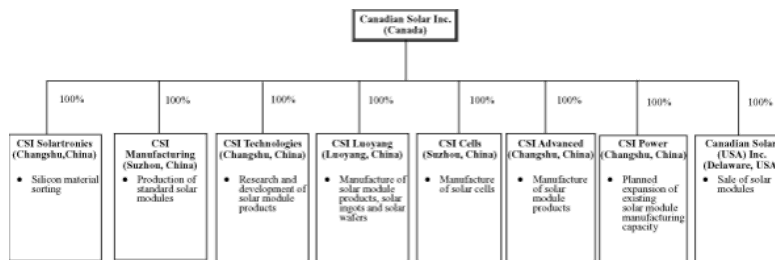 Canadian Solar Inc.
(Canada)
100%
100%
100%
100%
100%
100%
100%
100%
CSI Solartronics
(Changshu,China)
• Silicon material
sorting
CSI
Manufacturing
(Suzhou, China)
• Production of
standard solar
modules
CSI Technologies
(Changshu, China)
• Research and
development of
solar module
products
CSI Luoyang
(Luoyang, China)
• Manufacture of
solar module
products, solar
ingots and solar
wafers
CSI Cells
(Suzhou, China)
• Manufacture of
solar cells
CSI Advanced
(Changshu, China)
• Manufacture
of solar
module
products
CSI Power
(Changshu, China)
• Planned
expansion of
existing
solar module
manufacturing
capacity
Canadian Solar
(USA) Inc.
(Delaware, USA
• Sale of solar
modules